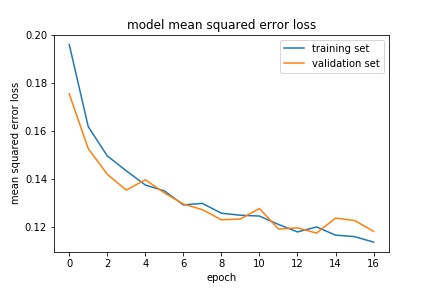 model mean squared error loss
training set
validation set
mean squared error loss
0.20
0.18
0.16
0.14
0.12
0 2 4 6 8 10 12 14 16
epoch